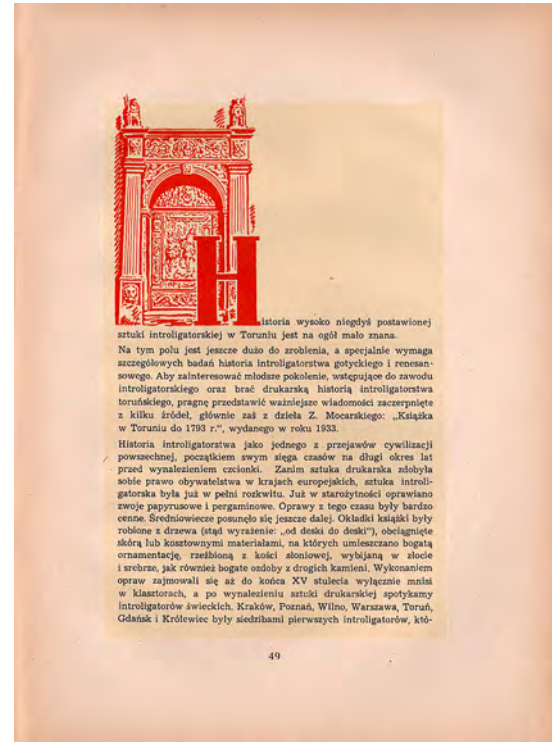 Historia wysoko niegdyś postawionej
sztuki introligatorskiej w Toruniu jest na ogół mało znana.
Na tym polu jest jeszcze dużo do zrobienia, a specjalnie wymaga
szczegółowych badań historia introligatorstwa gotyckiego i renesan-
sowego. Aby zainteresować młodsze pokolenie, wstępujące do zawodu
introligatorskiego oraz brać drukarską historią introligatorstwa
toruńskiego, pragnę przedstawić ważniejsze wiadomości zaczerpnięte
z kilku źródeł, głównie zaś z dzieła Z. Mocarskiego: „Książka
w Toruniu do 1793 r.", wydanego w roku 1933.
Historia introligatorstwa jako jednego z przejawów cywilizacji
powszechnej, początkiem swym sięga czasów na długi okres lat
przed wynalezieniem czcionki. Zanim sztuka drukarska zdobyła
sobie prawo obywatelstwa w krajach europejskich, sztuka introli-
gatorska była już w pełni rozkwitu. Już w starożytności oprawiano
zwoje papyrusowe i pergaminowe. Oprawy z tego czasu były bardzo
cenne. Średniowiecze posunęło się jeszcze dalej. Okładki książki były
robione z drzewa (stąd wyrażenie: „od deski do deski"), obciągnięte
skórą lub kosztownymi materiałami, na których umieszczano bogatą
ornamentację, rzeźbioną z kości słoniowej, wybijaną w złocie
i srebrze, jak również bogate ozdoby z drogich kamieni. Wykonaniem
opraw zajmowali się aż do końca XV stulecia wyłącznie mnisi
w klasztorach, a po wynalezieniu sztuki drukarskiej spotykamy
introligatorów świeckich. Kraków, Poznań, Wilno, Warszawa, Toruń,
Gdańsk i Królewiec były siedzibami pierwszych introligatorów, któ-
49